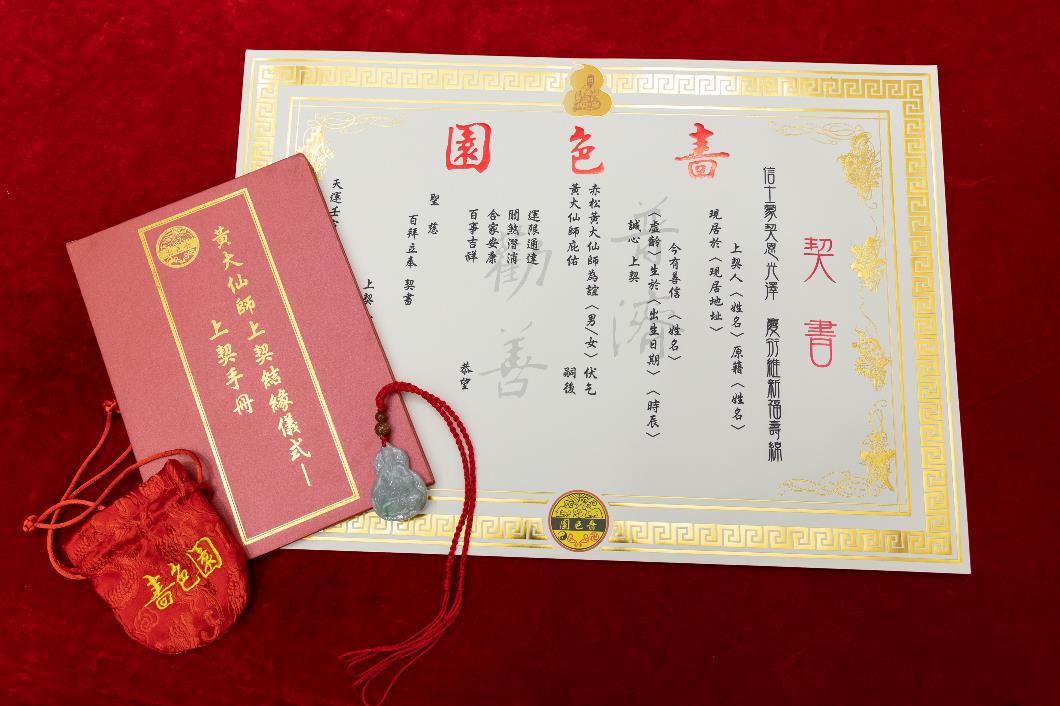 嗇色園
契書
信士蒙契恩光澤 慶衍維新福壽綿
上契人〈姓名〉原籍〈姓名〉
現居於〈現居地址〉
今有善信〈姓名〉
〈虛齡〉生於〈出生日期〉〈時辰〉
誠心上契
赤松黃大仙師為誼〈男/女〉伏乞
黃大仙師庇佑 嗣後
運限通達
關煞潛消
合家安康
百事吉祥
恭望
聖慈
百拜立奉 契書
上契
天運壬
普濟勸善
嗇色園
黃大仙師上契結緣儀式—
上契手冊
嗇色園